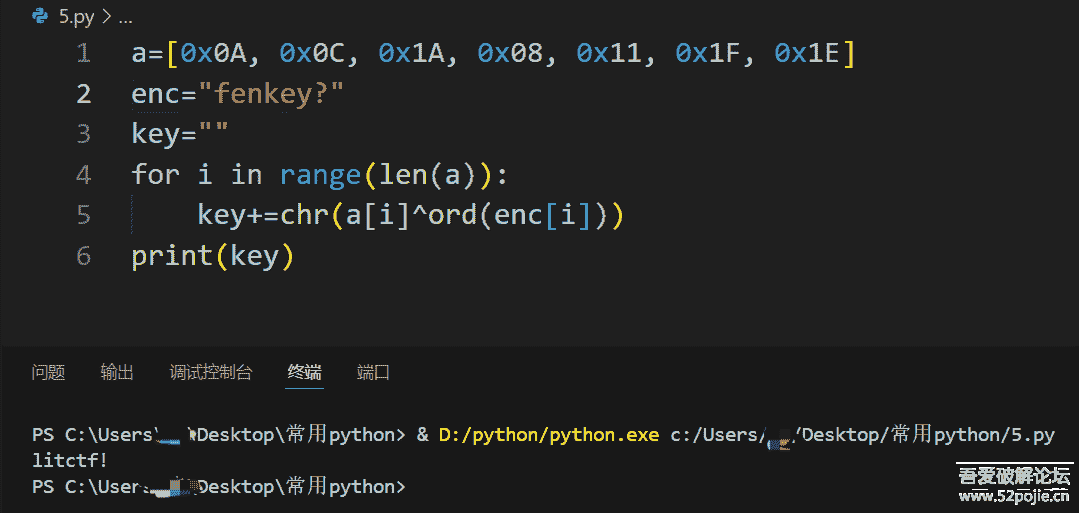 5.py > ...
1 a=[0x0A, 0x0C, 0x1A, 0x08, 0x11, 0x1F, 0x1E]
2 enc="fenkey?"
3 key=""
4 for i in range(len(a)):
5 key+=chr(a[i]^ord(enc[i]))
6 print(key)
问题 输出 调试控制台 终端 端口
PS C:\Users\ \Desktop\常用python> & D:/python/python.exe c:/Users/ /Desktop/常用python/5.py
litctf!
PS C:\Users \Desktop\常用python>
吾爱破解论坛
www.52pojie.cn